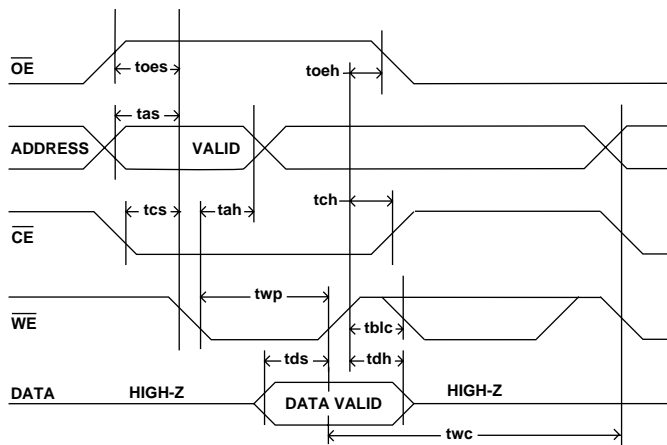 OE
toes
toeh
tas
ADDRESS
VALID
tcs
tah
tch
CE
twp
WE
tblc
tds
tdh
DATA
HIGH-Z
DATA VALID
HIGH-Z
twc